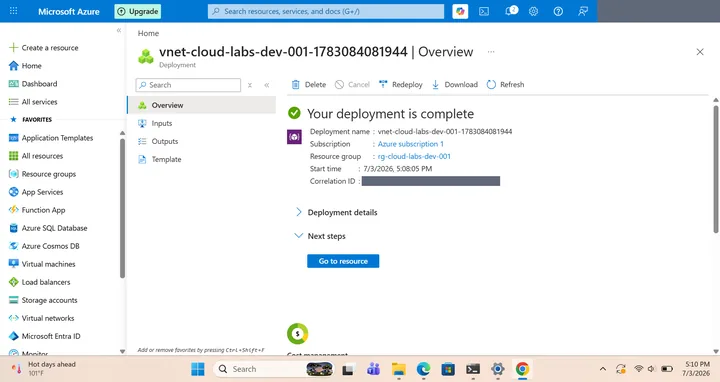 Microsoft Azure
Upgrade
Search resources, services, and docs (G+/)
2
Create a resource
Home
Dashboard
All services
FAVORITES
Application Templates
All resources
Resource groups
App Services
Function App
Azure SQL Database
Azure Cosmos DB
Virtual machines
Load balancers
Storage accounts
Virtual networks
Microsoft Entra ID
Monitor
Home
vnet-cloud-labs-dev-001-1783084081944 | Overview
Deployment
Search
Overview
Inputs
Outputs
Template
Add or remove favorites by pressing Ctrl+Shift+F
Delete
Cancel
Redeploy
Download
Refresh
Your deployment is complete
Deployment name : vnet-cloud-labs-dev-001-1783084081944
Subscription : Azure subscription 1
Resource group : rg-cloud-labs-dev-001
Start time : 7/3/2026, 5:08:05 PM
Correlation ID :
Deployment details
Next steps
Go to resource
Cost management
Hot days ahead
101°F
Search
5:10 PM
7/3/2026